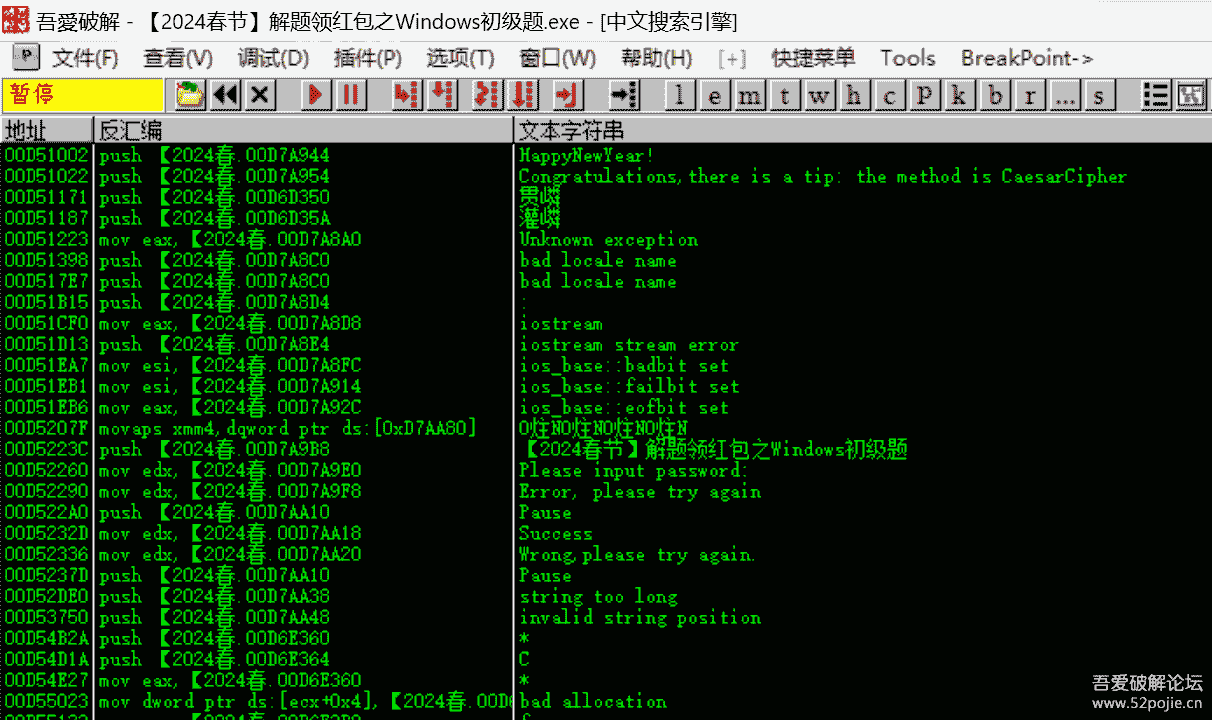 吾愛破解 - 【2024春节】解题领红包之Windows初级题.exe - [中文搜索引擎]
文件(F) 查看(V) 调试(D) 插件(P) 选项(T) 窗口(W) 帮助(H) [+] 快捷菜单 Tools BreakPoint->
暂停 l e m t w h c P k b r ... s
地址 反汇编 文本字符串
00D51002 push 【2024春.00D7A944 HappyNewYear!
00D51022 push 【2024春.00D7A954 Congratulations,there is a tip: the method is CaesarCipher
00D51171 push 【2024春.00D6D350 贯嶙
00D51187 push 【2024春.00D6D35A 灌嶙
00D51223 mov eax,【2024春.00D7A8A0 Unknown exception
00D51398 push 【2024春.00D7A8C0 bad locale name
00D517E7 push 【2024春.00D7A8C0 bad locale name
00D51B15 push 【2024春.00D7A8D4 :
00D51CF0 mov eax,【2024春.00D7A8D8 iostream
00D51D13 push 【2024春.00D7A8E4 iostream stream error
00D51EA7 mov esi,【2024春.00D7A8FC ios_base::badbit set
00D51EB1 mov esi,【2024春.00D7A914 ios_base::failbit set
00D51EB6 mov eax,【2024春.00D7A92C ios_base::eofbit set
00D5207F movaps xmm4,dqword ptr ds:[0xD7AA80]
00D5223C push 【2024春.00D7A9B8 【2024春节】解题领红包之Windows初级题
00D52260 mov edx,【2024春.00D7A9E0 Please input password:
00D52290 mov edx,【2024春.00D7A9F8 Error, please try again
00D522A0 push 【2024春.00D7AA10 Pause
00D5232D mov edx,【2024春.00D7AA18 Success
00D52336 mov edx,【2024春.00D7AA20 Wrong,please try again.
00D5237D push 【2024春.00D7AA10 Pause
00D52DE0 push 【2024春.00D7AA38 string too long
00D53750 push 【2024春.00D7AA48 invalid string position
00D54B2A push 【2024春.00D6E360 *
00D54D1A push 【2024春.00D6E364 C
00D54E27 mov eax,【2024春.00D6E360 *
00D55023 mov dword ptr ds:[ecx+0x4],【2024春.00D6 bad allocation
吾爱破解论坛
www.52pojie.cn